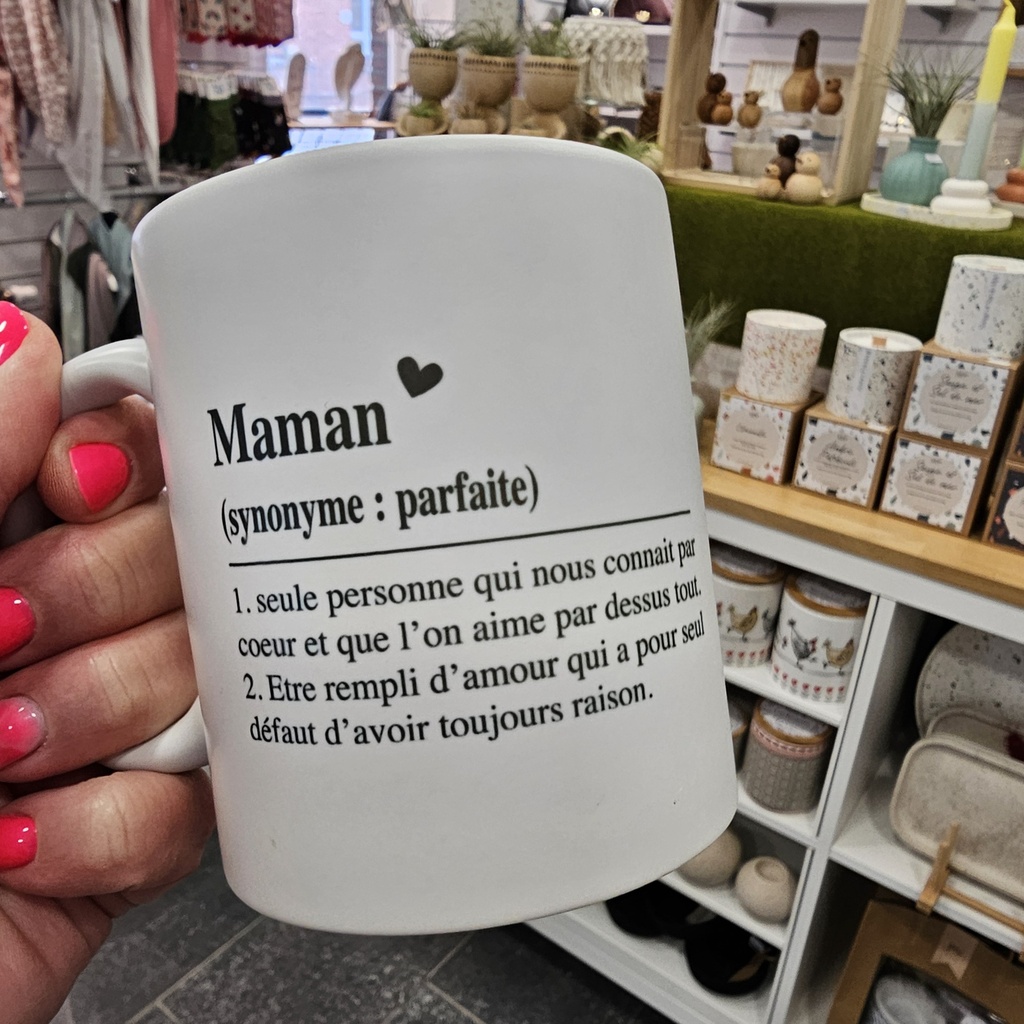 Maman
(synonyme : parfaite)
1. seule personne qui nous connait par
coeur et que l'on aime par dessus tout.
2. Etre rempli d'amour qui a pour seul
défaut d'avoir toujours raison.